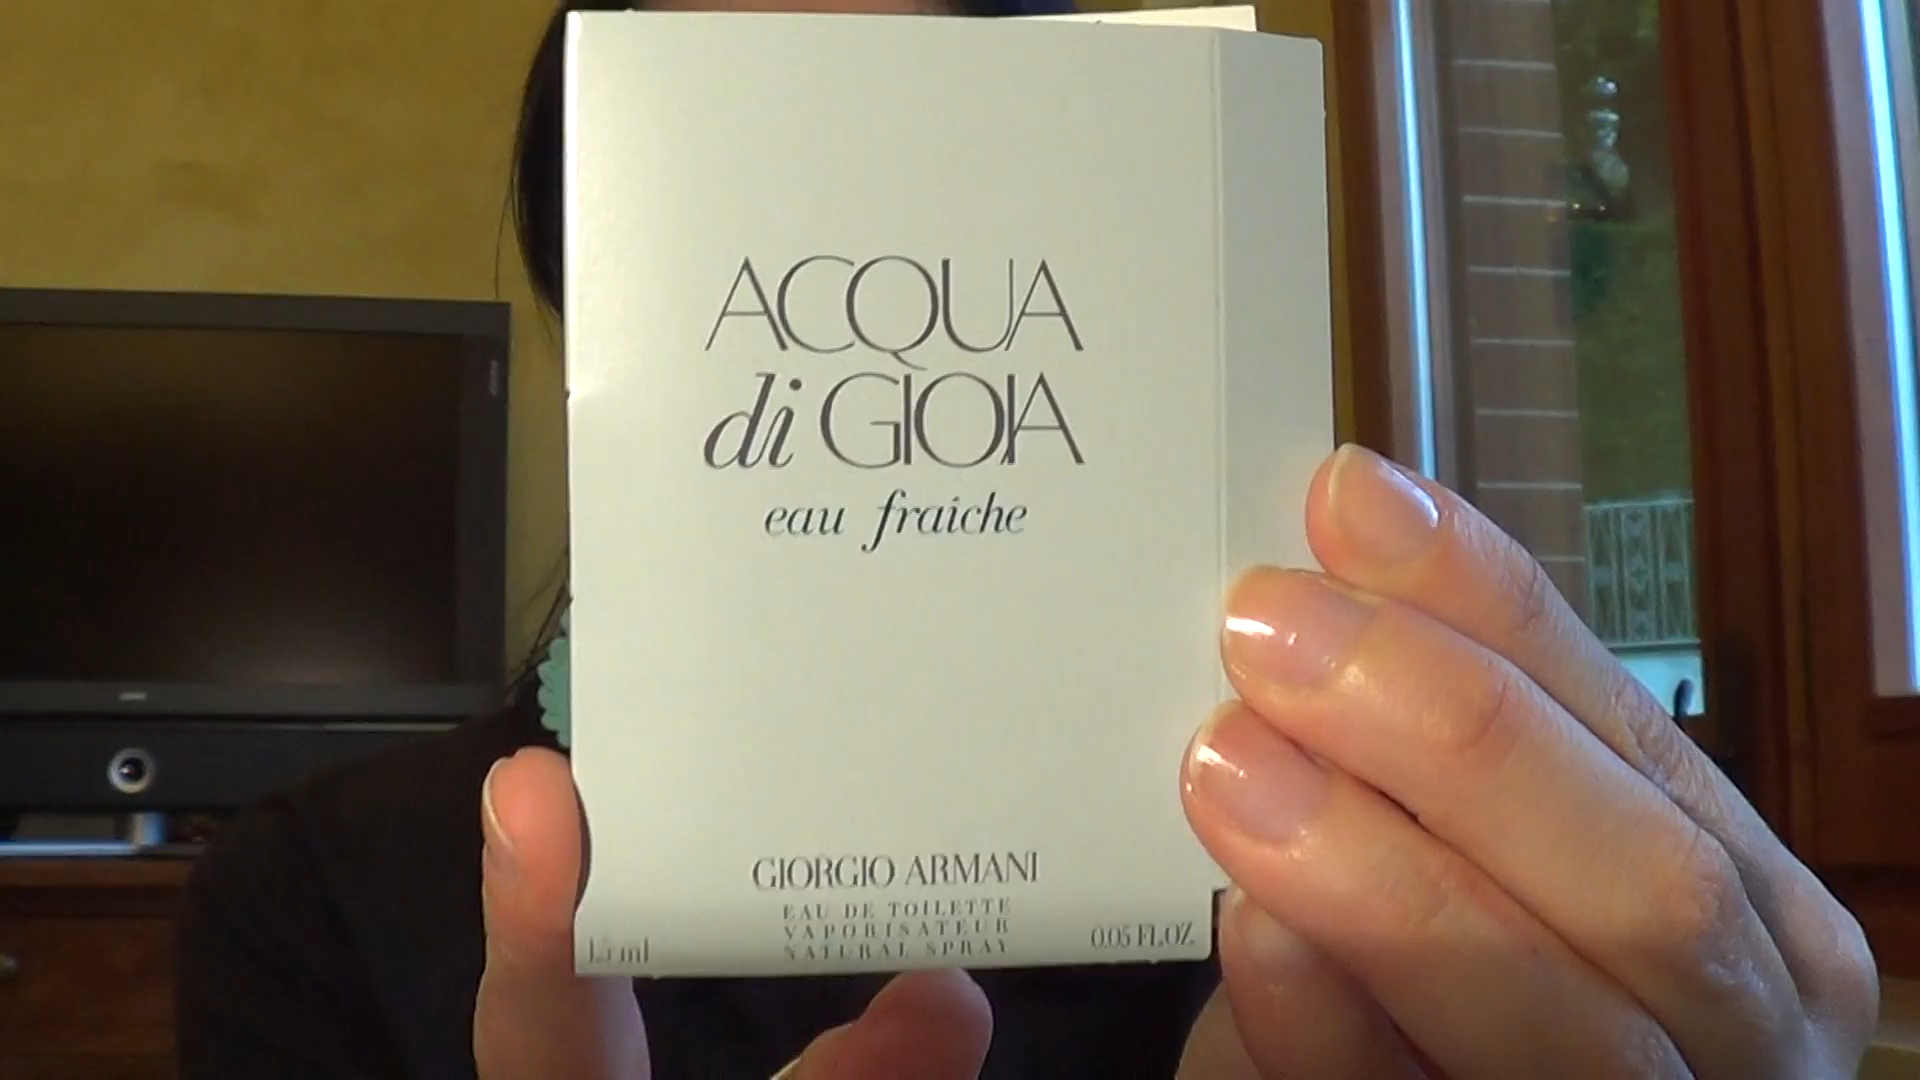 ACQUA
di GIOIA
eau fraîche
GIORGIO ARMANI
EAU DE TOILETTE
VAPORISATEUR
NATURAL SPRAY
1.5 ml
0.05 FL.OZ.